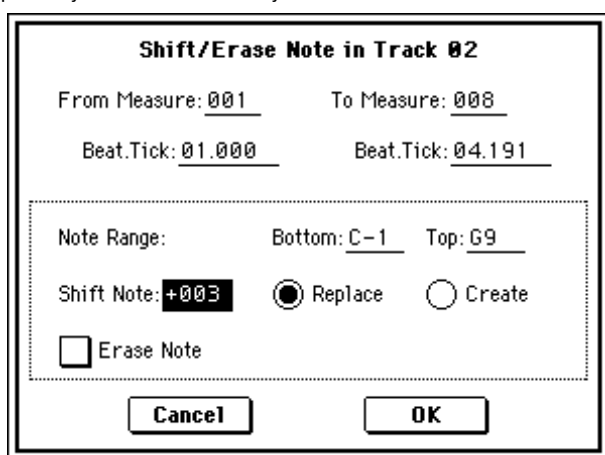 Shift/Erase Note in Track 02
From Measure: 001 To Measure: 008
Beat.Tick: 01.000 Beat.Tick: 04.191
Note Range: Bottom: C-1 Top: G9
Shift Note: +003 Replace Create
Erase Note
Cancel OK